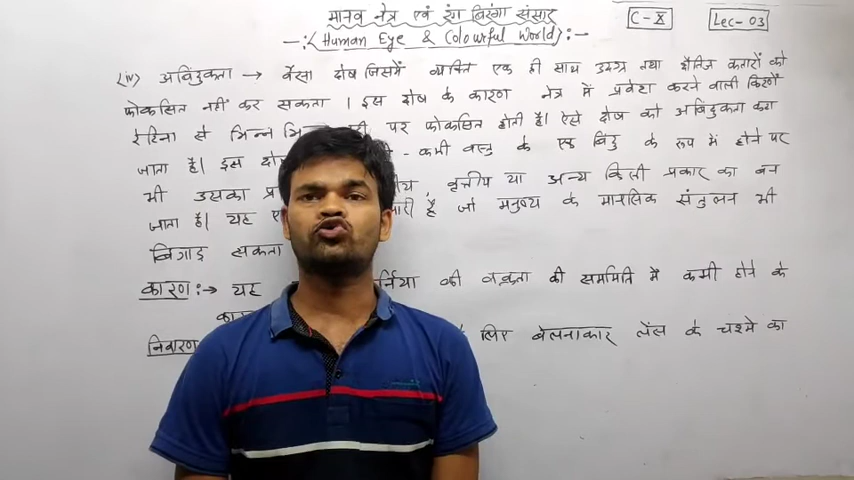 मानव नेत्र एवं रंग बिरंगा संसार C-X Lec-03
-:< Human Eye & Colourful World >:-
(iv) अबिंदुकता → वैसा दोष जिसमें व्यक्ति एक ही साथ उदग्र तथा क्षैतिज कतारों को
फोकसित नहीं कर सकता। इस दोष के कारण नेत्र में प्रवेश करने वाली किरणें
रेटिना से भिन्न पर फोकसित होती है। ऐसे दोष को अबिंदुकता कहा
जाता है। इस - कभी वस्तु के एक बिंदु के रूप में होने पर
भी उसका वृत्तीय या अन्य किसी प्रकार का बन
जाता है। यह है जो मनुष्य के मानसिक संतुलन भी
बिगाड़ सकता
कारण :→ यह की वक्रता की सममिति में कमी होने के
निवारण लिए बेलनाकार लेंस के चश्मे का